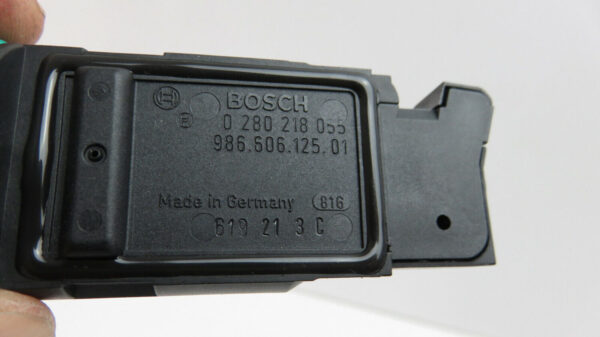 BOSCH
E 0 280 218 055
986.606.125.01
Made in Germany 816
619 21 3 C